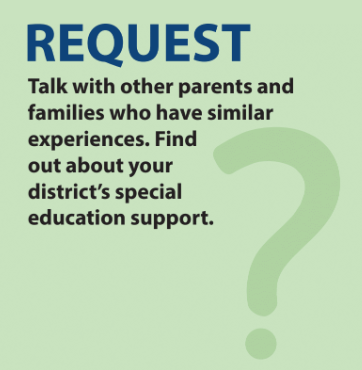 REQUEST
Talk with other parents and
families who have similar
experiences. Find
out about your
district’s special
education support.
?